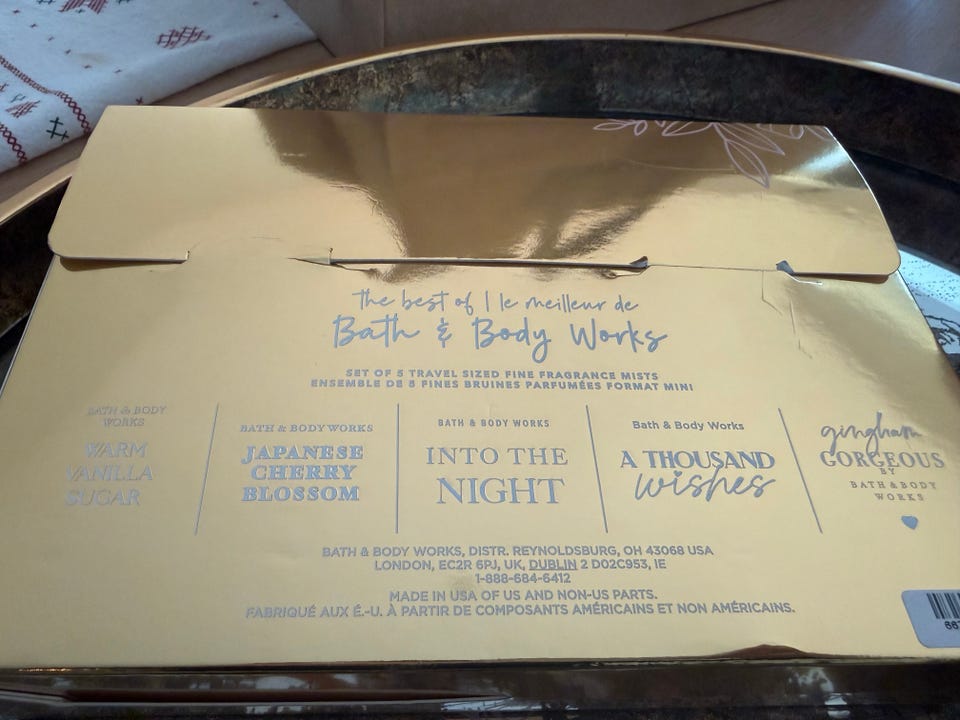 the best of | le meilleur de
Bath & Body Works
SET OF 5 TRAVEL SIZED FINE FRAGRANCE MISTS
ENSEMBLE DE 5 FINES BRUINES PARFUMÉES FORMAT MINI
BATH & BODY
WORKS
WARM
VANILLA
SUGAR
BATH & BODY WORKS
JAPANESE
CHERRY
BLOSSOM
BATH & BODY WORKS
INTO THE
NIGHT
Bath & Body Works
A THOUSAND
wishes
gingham
GORGEOUS
BY
BATH & BODY
WORKS
BATH & BODY WORKS, DISTR. REYNOLDSBURG, OH 43068 USA
LONDON, EC2R 6PJ, UK, DUBLIN 2 D02C953, IE
1-888-684-6412
MADE IN USA OF US AND NON-US PARTS.
FABRIQUÉ AUX É.-U. À PARTIR DE COMPOSANTS AMÉRICAINS ET NON AMÉRICAINS.